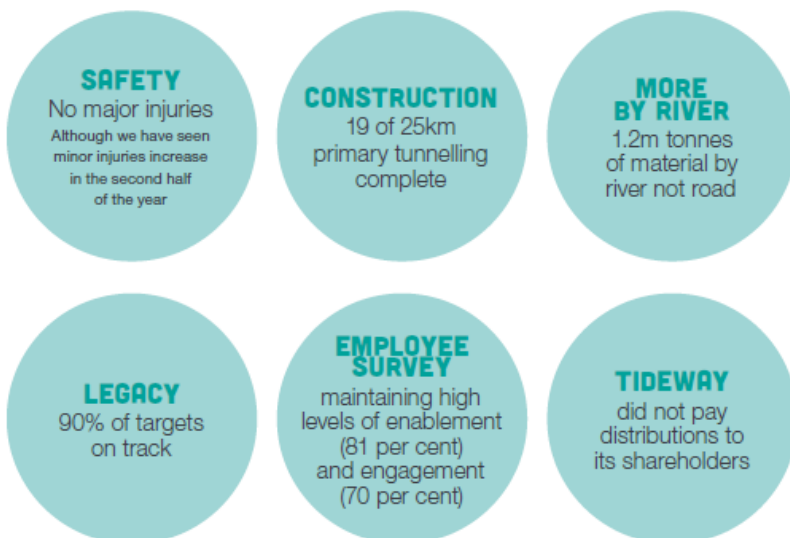 SAFETY
No major injuries
Although we have seen
minor injuries increase
in the second half
of the year
CONSTRUCTION
19 of 25km
primary tunnelling
complete
MORE
BY RIVER
1.2m tonnes
of material by
river not road
LEGACY
90% of targets
on track
EMPLOYEE
SURVEY
maintaining high
levels of enablement
(81 per cent)
and engagement
(70 per cent)
TIDEWAY
did not pay
distributions to
its shareholders